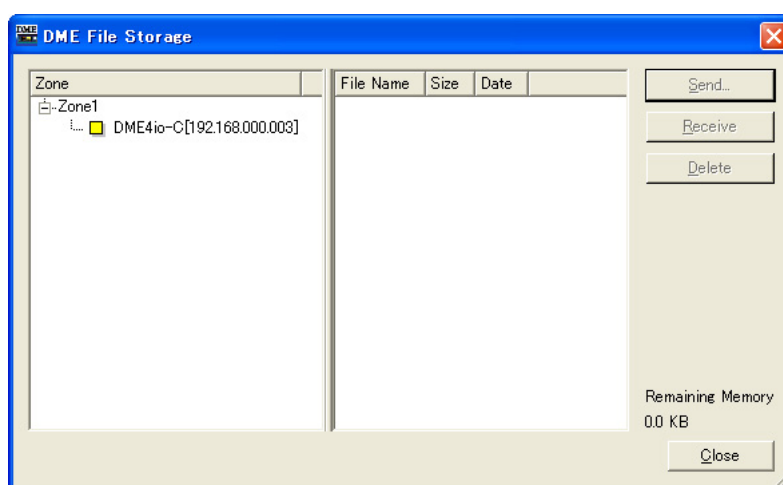 DME File Storage
Zone
File Name Size Date
Send...
Zone1
DME4io-C[192.168.000.003]
Receive
Delete
Remaining Memory
0.0 KB
Close